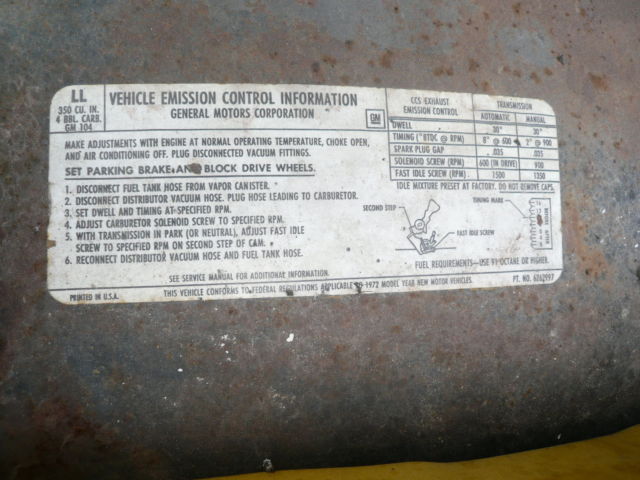 LL
350 CU. IN.
4 BBL. CARB.
GM 104
VEHICLE EMISSION CONTROL INFORMATION
GENERAL MOTORS CORPORATION
GM
MAKE ADJUSTMENTS WITH ENGINE AT NORMAL OPERATING TEMPERATURE, CHOKE OPEN,
AND AIR CONDITIONING OFF. PLUG DISCONNECTED VACUUM FITTINGS.
SET PARKING BRAKE AND BLOCK DRIVE WHEELS.
1. DISCONNECT FUEL TANK HOSE FROM VAPOR CANISTER.
2. DISCONNECT DISTRIBUTOR VACUUM HOSE. PLUG HOSE LEADING TO CARBURETOR.
3. SET DWELL AND TIMING AT SPECIFIED RPM.
4. ADJUST CARBURETOR SOLENOID SCREW TO SPECIFIED RPM.
5. WITH TRANSMISSION IN PARK (OR NEUTRAL), ADJUST FAST IDLE
SCREW TO SPECIFIED RPM ON SECOND STEP OF CAM.
6. RECONNECT DISTRIBUTOR VACUUM HOSE AND FUEL TANK HOSE.
SEE SERVICE MANUAL FOR ADDITIONAL INFORMATION.
CCS EXHAUST EMISSION CONTROL TRANSMISSION
AUTOMATIC MANUAL
DWELL 30° 30°
TIMING (°BTDC @ RPM) 8° @ 600 2° @ 900
SPARK PLUG GAP .035 .035
SOLENOID SCREW (RPM) 600 (IN DRIVE) 900
FAST IDLE SCREW (RPM) 1500 1350
IDLE MIXTURE PRESET AT FACTORY. DO NOT REMOVE CAPS.
SECOND STEP
FAST IDLE SCREW
TIMING MARK
BEFORE
AFTER
FUEL REQUIREMENTS—USE 91 OCTANE OR HIGHER.
PRINTED IN U.S.A.
THIS VEHICLE CONFORMS TO FEDERAL REGULATIONS APPLICABLE TO 1972 MODEL YEAR NEW MOTOR VEHICLES.
PT. NO. 6262997